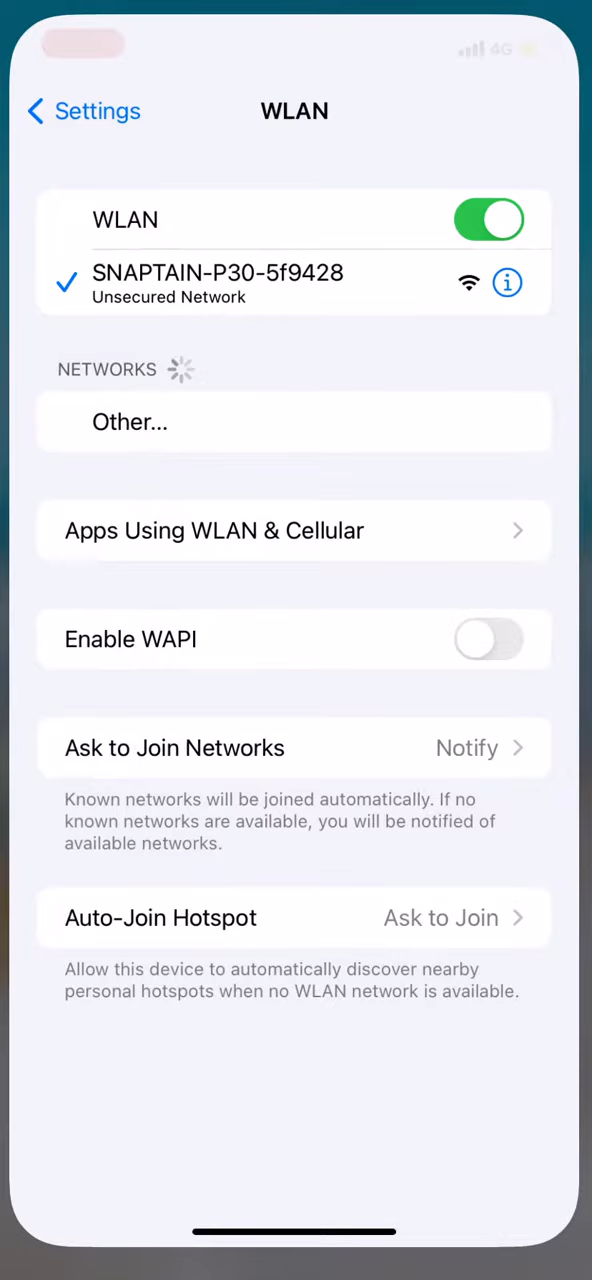 4G
Settings
WLAN
WLAN
SNAPTAIN-P30-5f9428
Unsecured Network
NETWORKS
Other...
Apps Using WLAN & Cellular
Enable WAPI
Ask to Join Networks
Notify
Known networks will be joined automatically. If no
known networks are available, you will be notified of
available networks.
Auto-Join Hotspot
Ask to Join
Allow this device to automatically discover nearby
personal hotspots when no WLAN network is available.